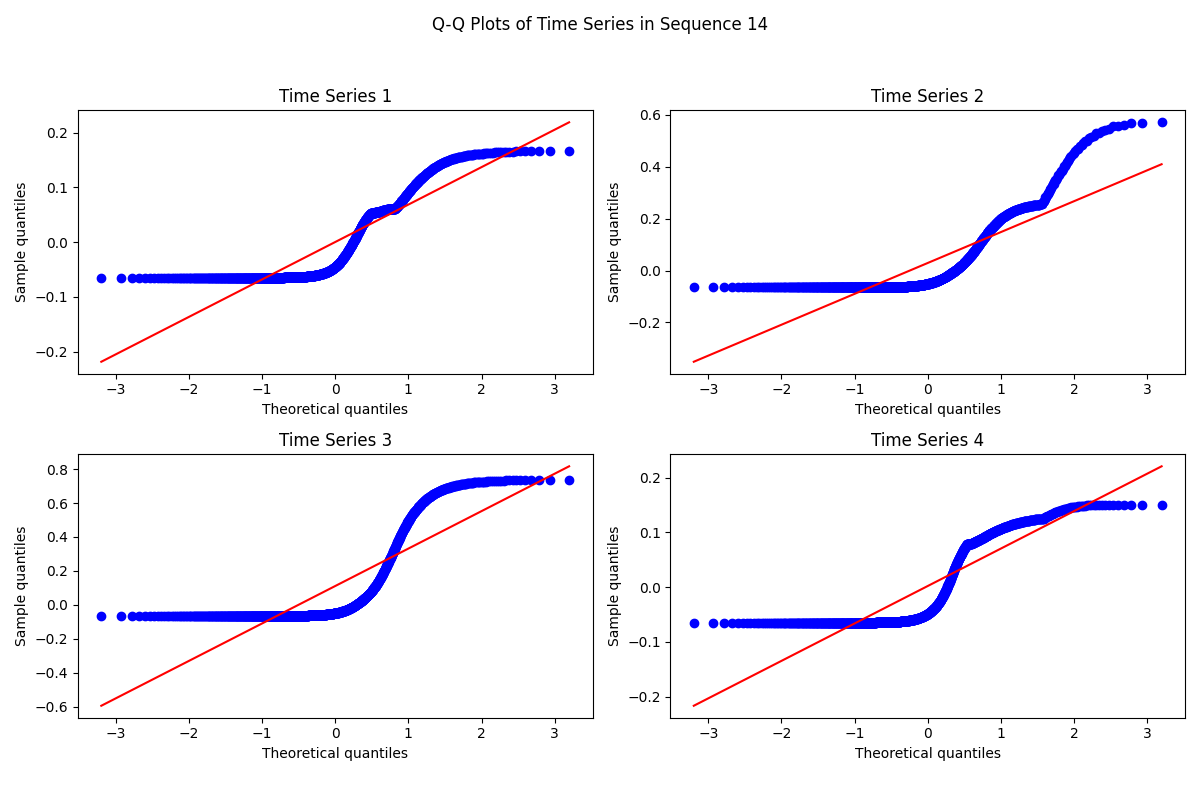 Q-Q Plots of Time Series in Sequence 14
Time Series 1
Sample quantiles
0.2
0.1
0.0
−0.1
−0.2
−3 −2 −1 0 1 2 3
Theoretical quantiles
Time Series 2
Sample quantiles
0.6
0.4
0.2
0.0
−0.2
−3 −2 −1 0 1 2 3
Theoretical quantiles
Time Series 3
Sample quantiles
0.8
0.6
0.4
0.2
0.0
−0.2
−0.4
−0.6
−3 −2 −1 0 1 2 3
Theoretical quantiles
Time Series 4
Sample quantiles
0.2
0.1
0.0
−0.1
−0.2
−3 −2 −1 0 1 2 3
Theoretical quantiles